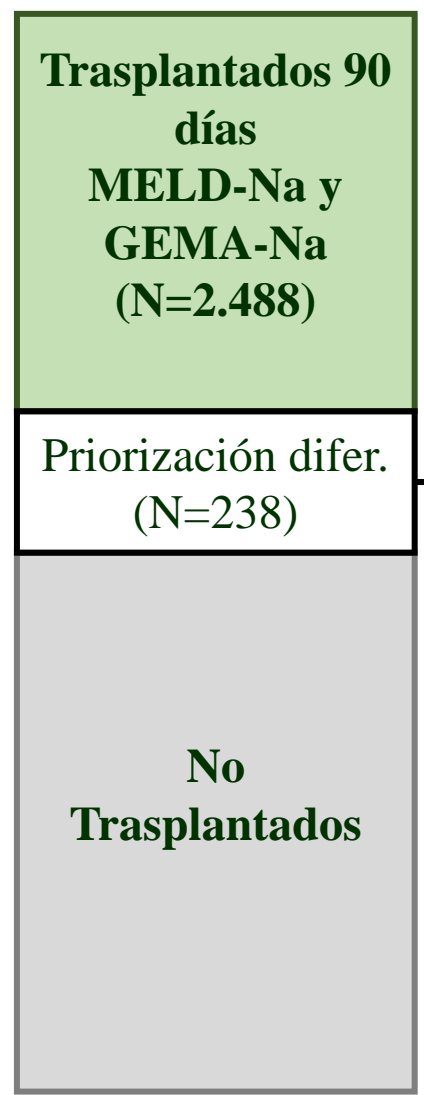 Trasplantados 90
días
MELD-Na y
GEMA-Na
(N=2.488)
Priorización difer.
(N=238)
No
Trasplantados